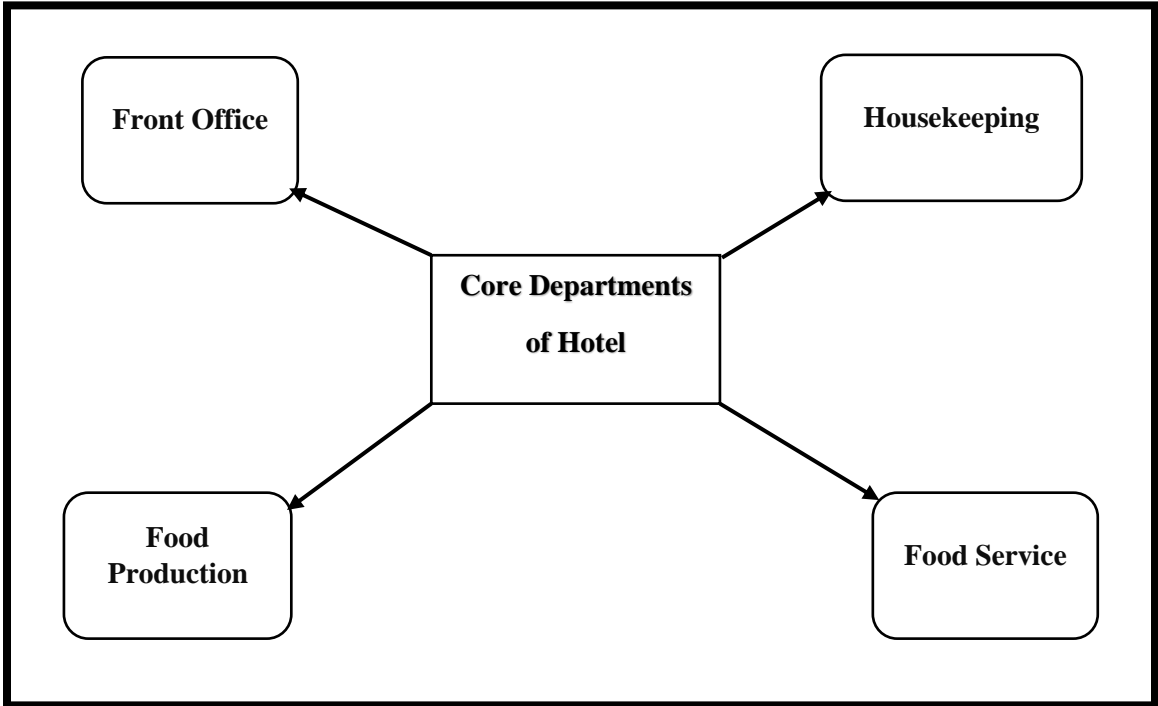 Front Office
Housekeeping
Core Departments
of Hotel
Food
Production
Food Service